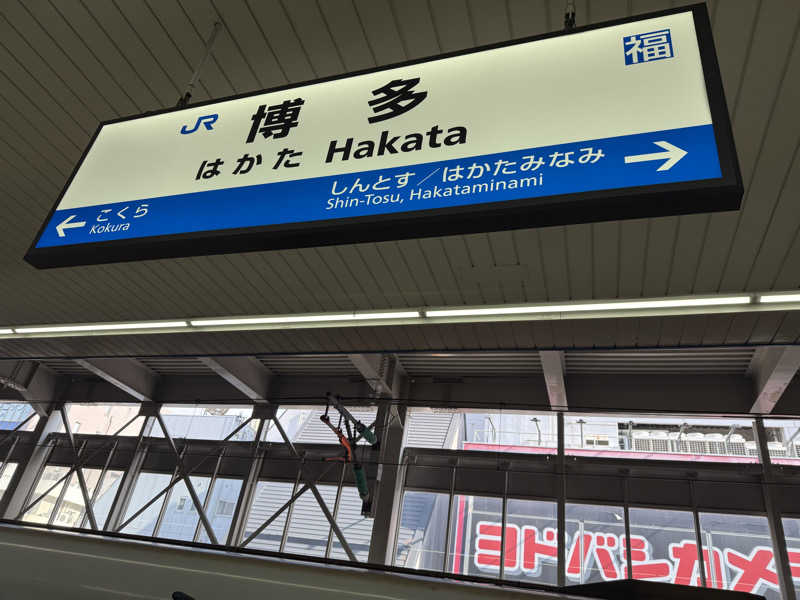 JR 博多 福
はかた Hakata
しんとす／はかたみなみ →
Shin-Tosu, Hakataminami
← こくら
Kokura
ヨドバシカメラ